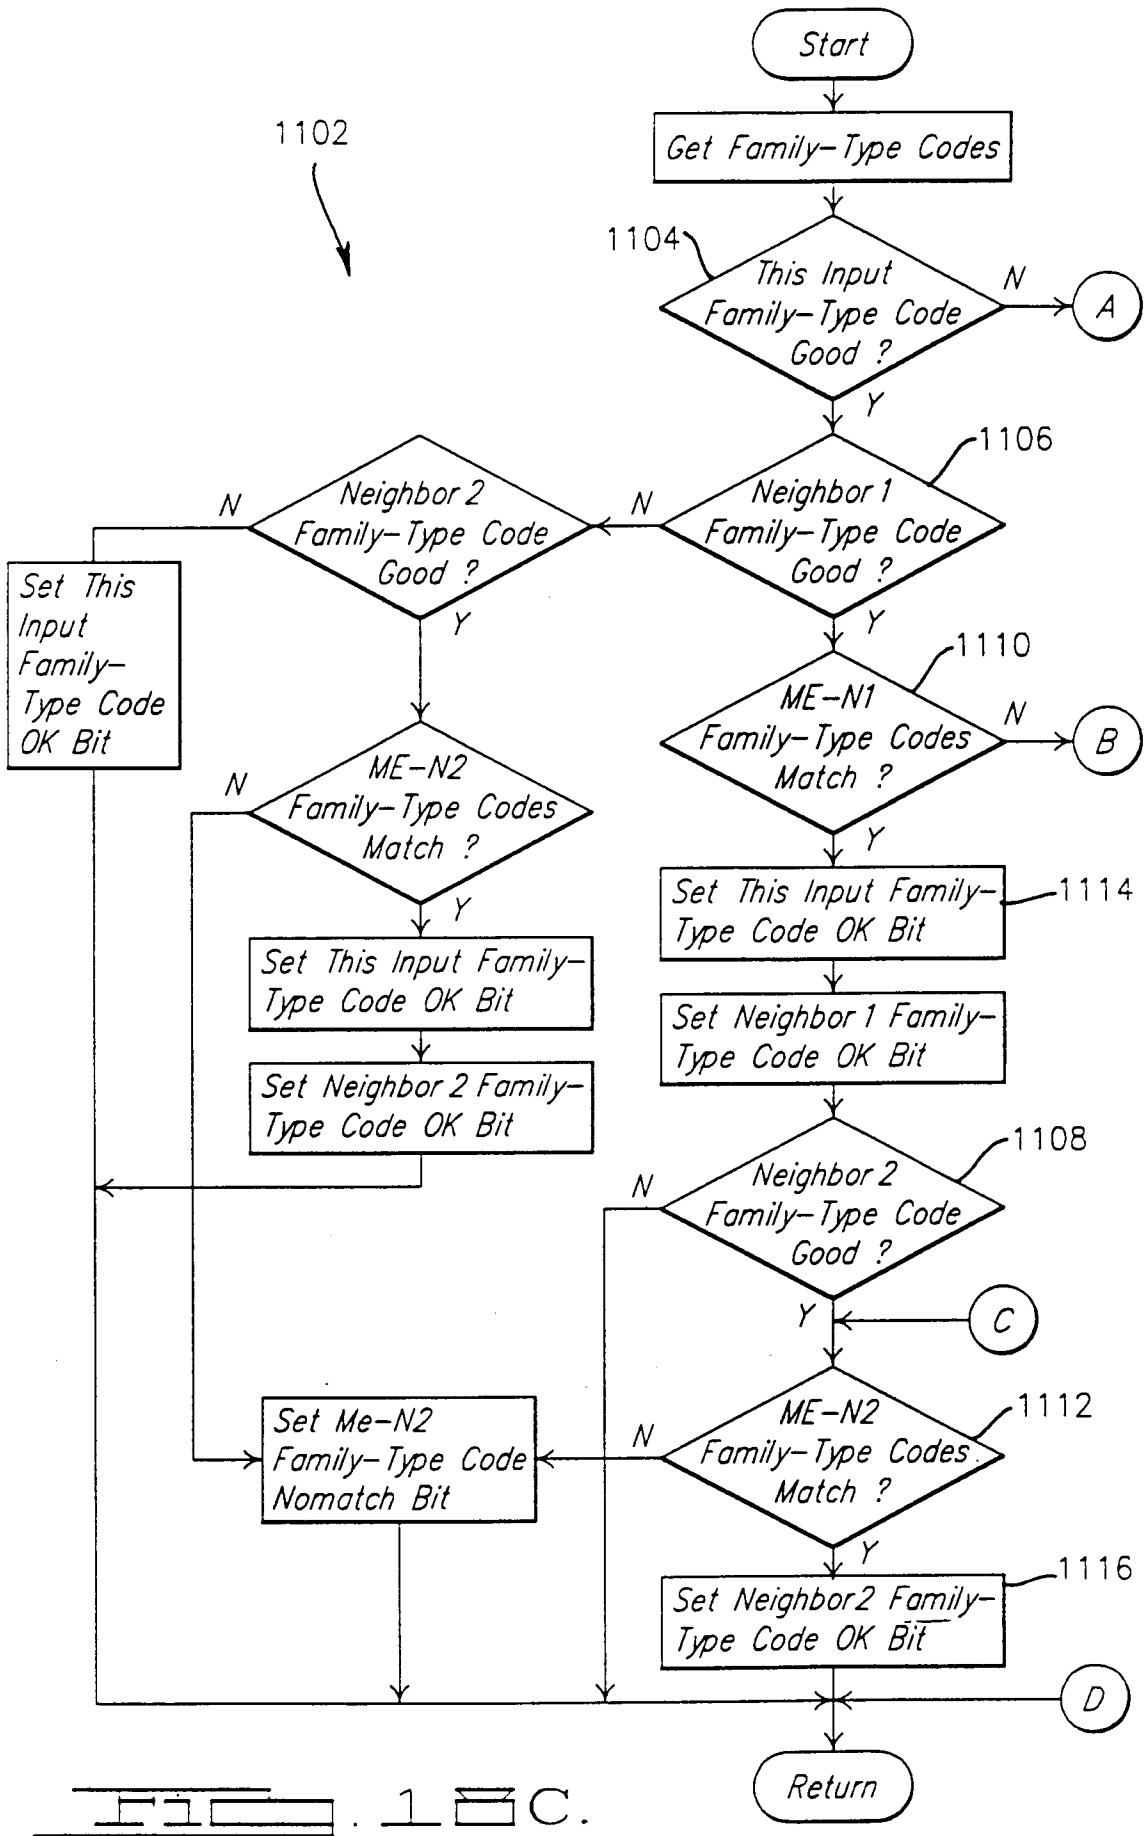 Start
1102
Get Family-Type Codes
1104
This Input
Family-Type Code
Good ?
N
A
Y
1106
Neighbor 1
Family-Type Code
Good ?
N
Neighbor 2
Family-Type Code
Good ?
N
Set This
Input
Family-
Type Code
OK Bit
Y
Y
1110
ME-N1
Family-Type Codes
Match ?
N
B
ME-N2
Family-Type Codes
Match ?
N
Y
Y
Set This Input Family-
Type Code OK Bit
1114
Set This Input Family-
Type Code OK Bit
Set Neighbor 1 Family-
Type Code OK Bit
Set Neighbor 2 Family-
Type Code OK Bit
1108
Neighbor 2
Family-Type Code
Good ?
N
Y
C
ME-N2
Family-Type Codes
Match ?
1112
N
Set Me-N2
Family-Type Code
Nomatch Bit
Y
1116
Set Neighbor2 Family-
Type Code OK Bit
D
Return